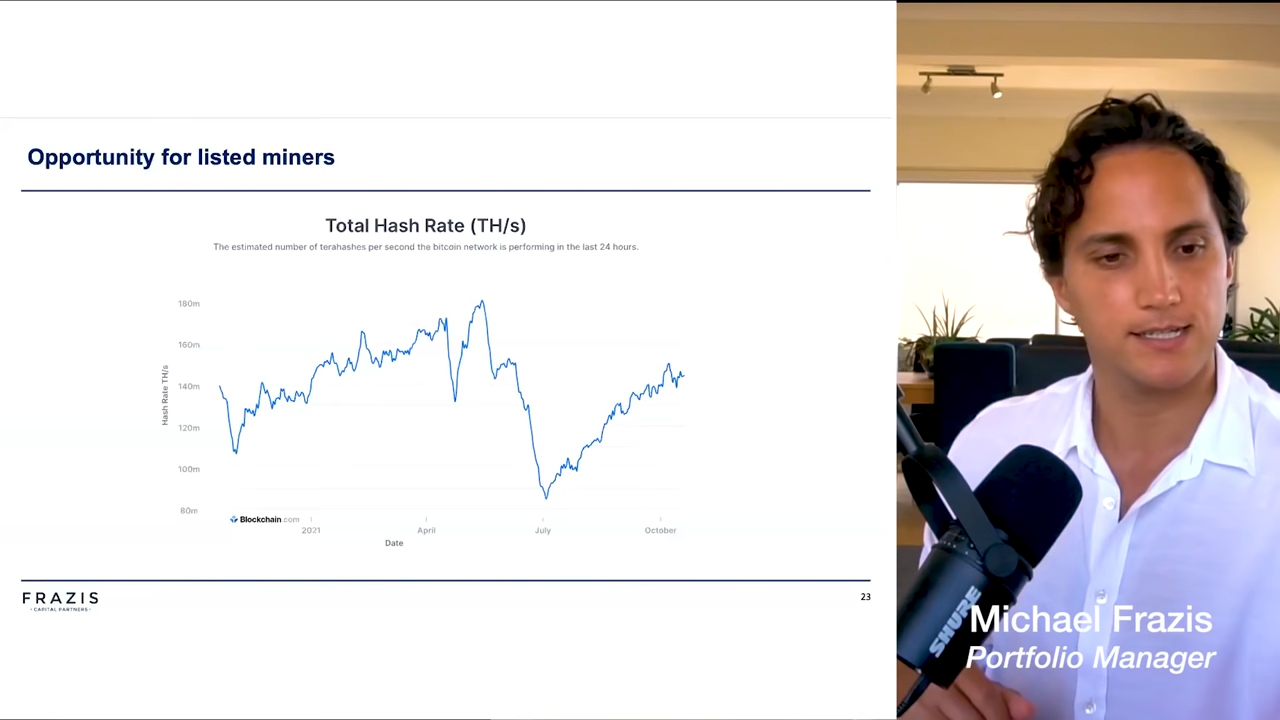 Opportunity for listed miners
Total Hash Rate (TH/s)
The estimated number of terahashes per second the bitcoin network is performing in the last 24 hours.
180m
160m
140m
120m
100m
80m
Hash Rate TH/s
Blockchain.com
2021
April
July
October
Date
FRAZIS
· CAPITAL PARTNERS ·
23
SHURE
Michael Frazis
Portfolio Manager